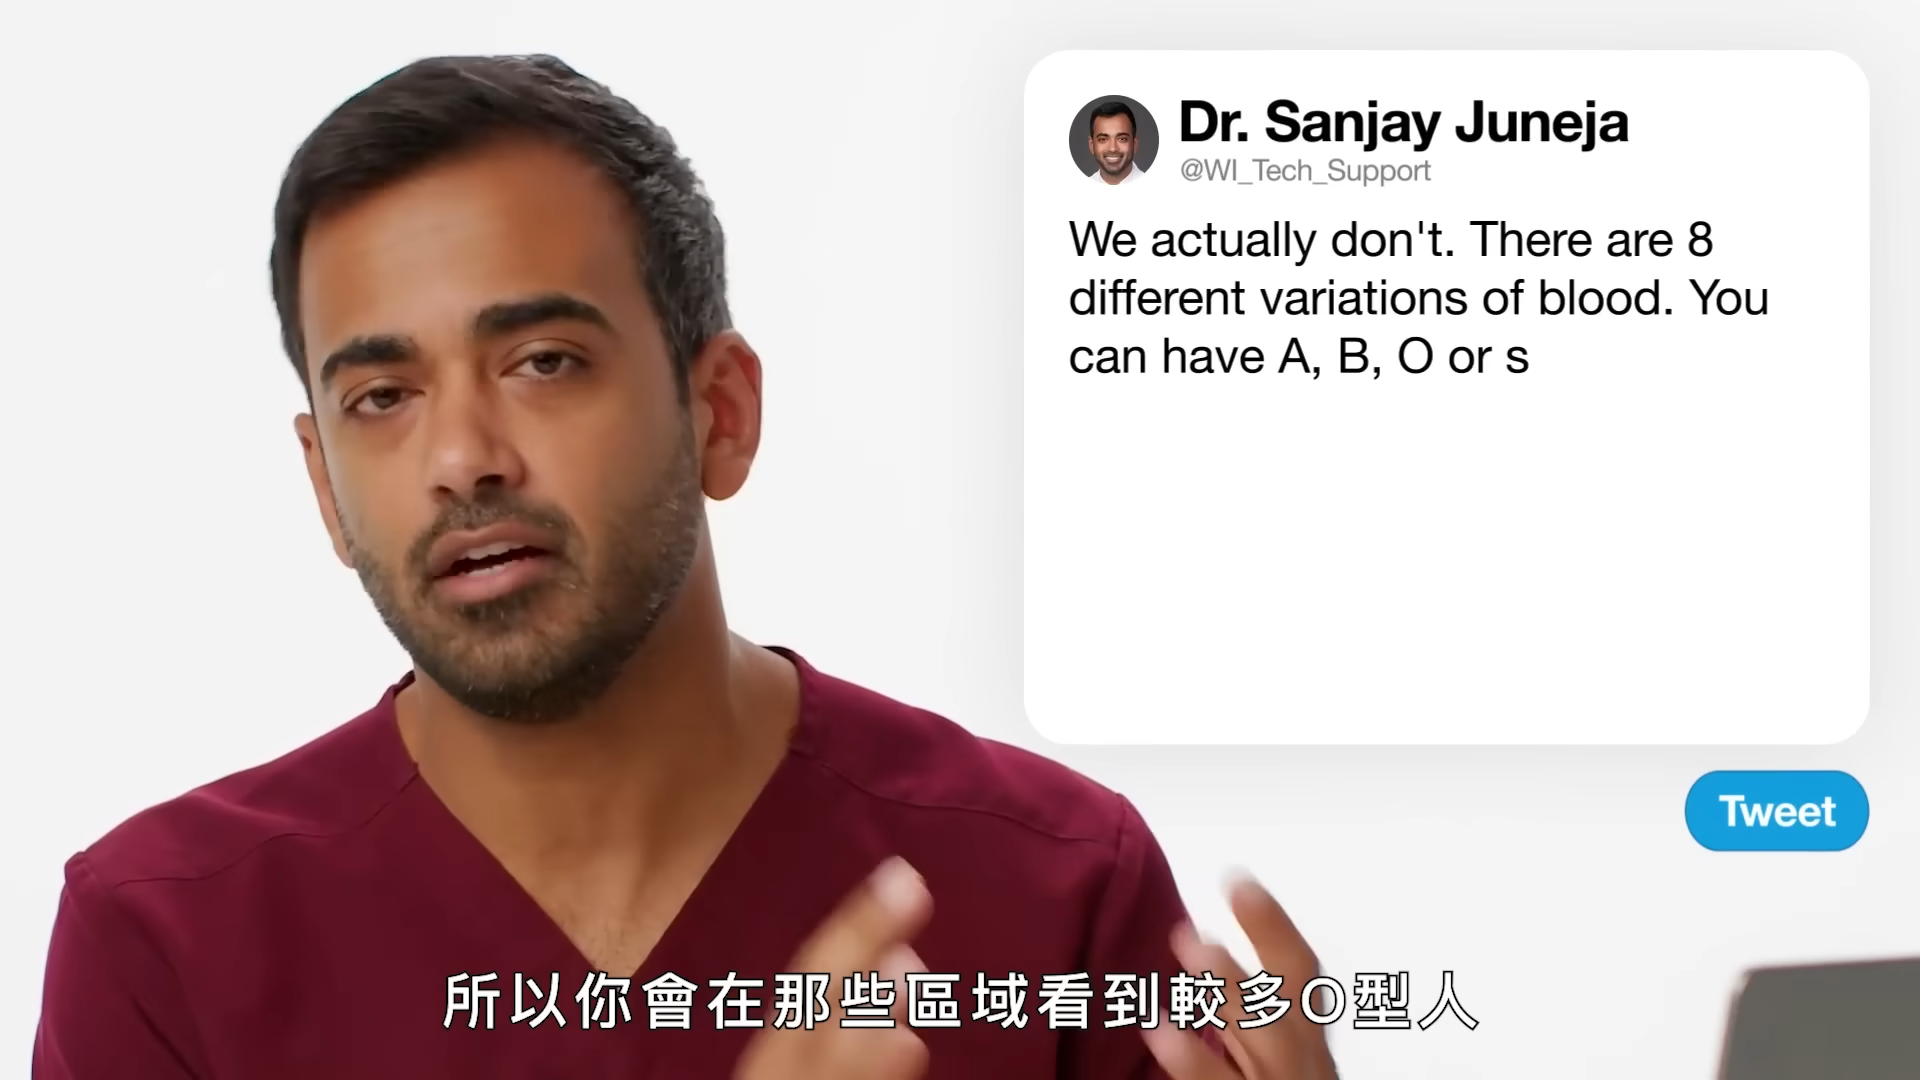 Dr. Sanjay Juneja
@WI_Tech_Support
We actually don't. There are 8
different variations of blood. You
can have A, B, O or s
Tweet
所以你會在那些區域看到較多O型人